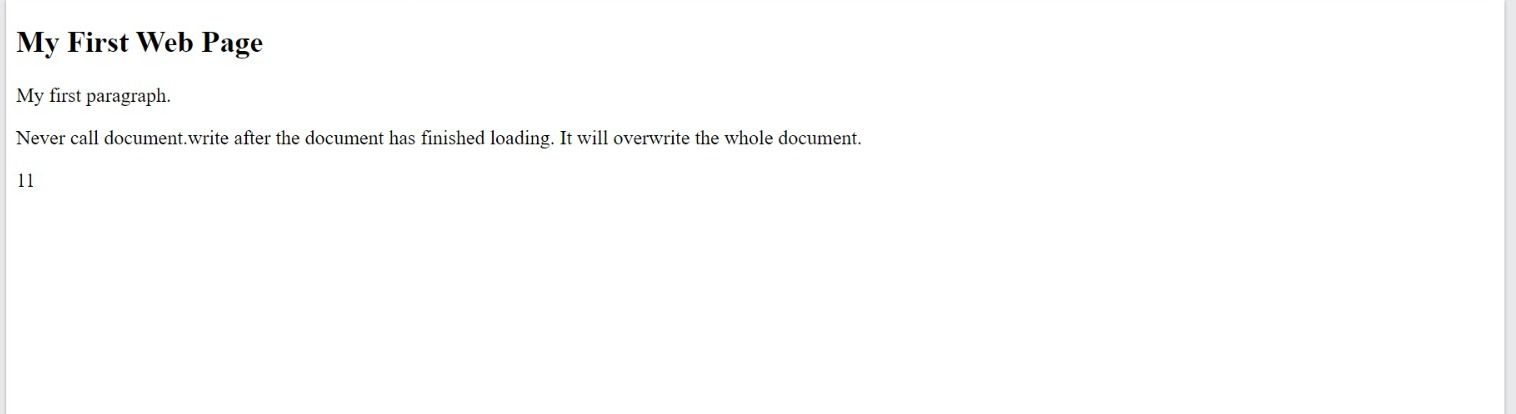 My First Web Page
My first paragraph.
Never call document.write after the document has finished loading. It will overwrite the whole document.
11